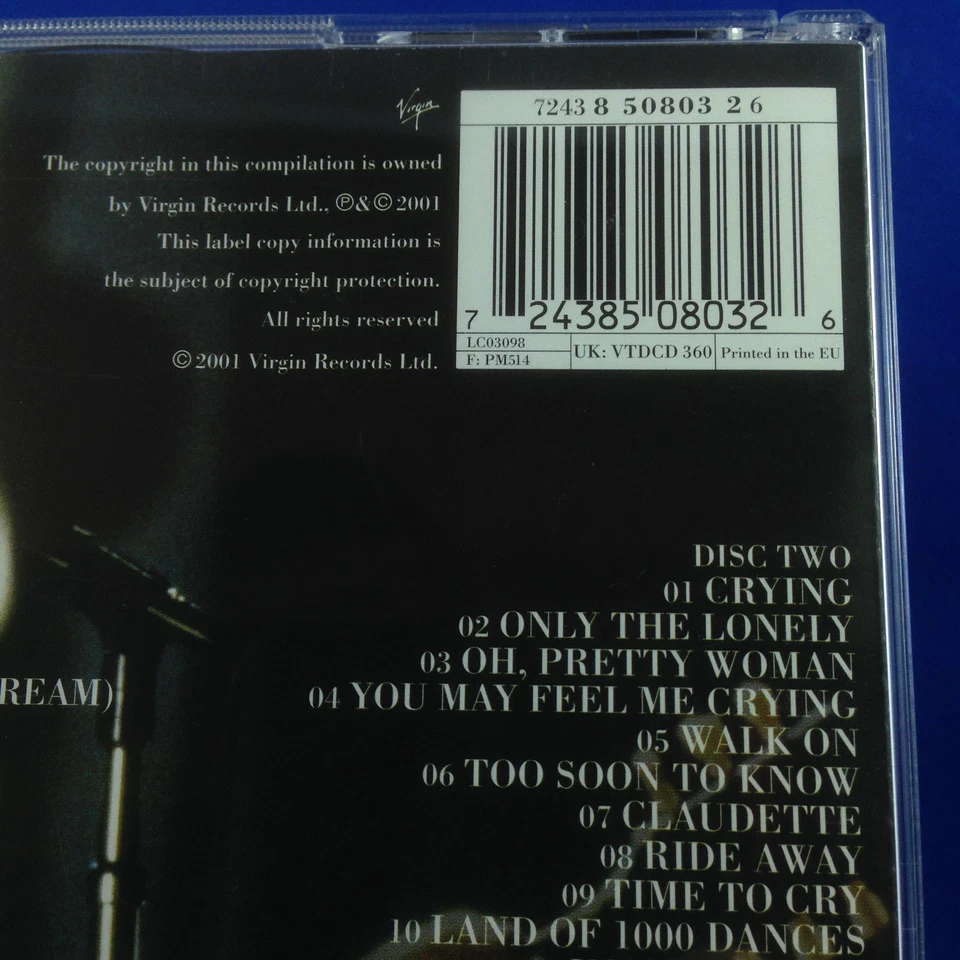 Virgin
The copyright in this compilation is owned
by Virgin Records Ltd., ℗&©2001
This label copy information is
the subject of copyright protection.
All rights reserved
©2001 Virgin Records Ltd.
7243 8 50803 2 6
7 24385 08032 6
LC03098
F: PM514
UK: VTDCD 360
Printed in the EU
REAM)
DISC TWO
01 CRYING
02 ONLY THE LONELY
03 OH, PRETTY WOMAN
04 YOU MAY FEEL ME CRYING
05 WALK ON
06 TOO SOON TO KNOW
07 CLAUDETTE
08 RIDE AWAY
09 TIME TO CRY
10 LAND OF 1000 DANCES